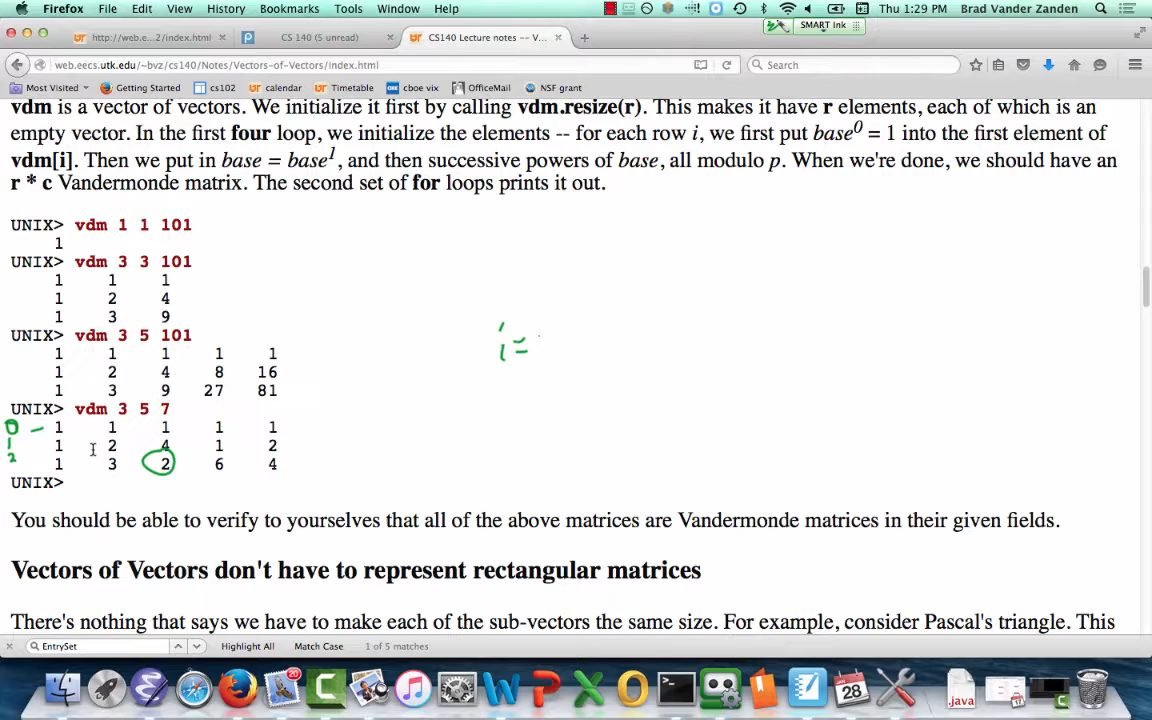 Firefox File Edit View History Bookmarks Tools Window Help Thu 1:29 PM Brad Vander Zanden
SMART Ink
http://web.e...2/index.html CS 140 (5 unread) CS140 Lecture notes -- V...
web.eecs.utk.edu/~bvz/cs140/Notes/Vectors-of-Vectors/index.html Search
Most Visited Getting Started cs102 calendar Timetable cboe vix OfficeMail NSF grant
vdm is a vector of vectors. We initialize it first by calling vdm.resize(r). This makes it have r elements, each of which is an
empty vector. In the first four loop, we initialize the elements -- for each row i, we first put base0 = 1 into the first element of
vdm[i]. Then we put in base = base1, and then successive powers of base, all modulo p. When we're done, we should have an
r * c Vandermonde matrix. The second set of for loops prints it out.
UNIX> vdm 1 1 101
1
UNIX> vdm 3 3 101
1 1 1
1 2 4
1 3 9
UNIX> vdm 3 5 101
1 1 1 1 1
1 2 4 8 16
1 3 9 27 81
i=
UNIX> vdm 3 5 7
0 - 1 1 1 1 1
1 1 2 4 1 2
2 1 3 2 6 4
UNIX>
You should be able to verify to yourselves that all of the above matrices are Vandermonde matrices in their given fields.
Vectors of Vectors don't have to represent rectangular matrices
There's nothing that says we have to make each of the sub-vectors the same size. For example, consider Pascal's triangle. This
EntrySet Highlight All Match Case 1 of 5 matches
20
28
.java
17